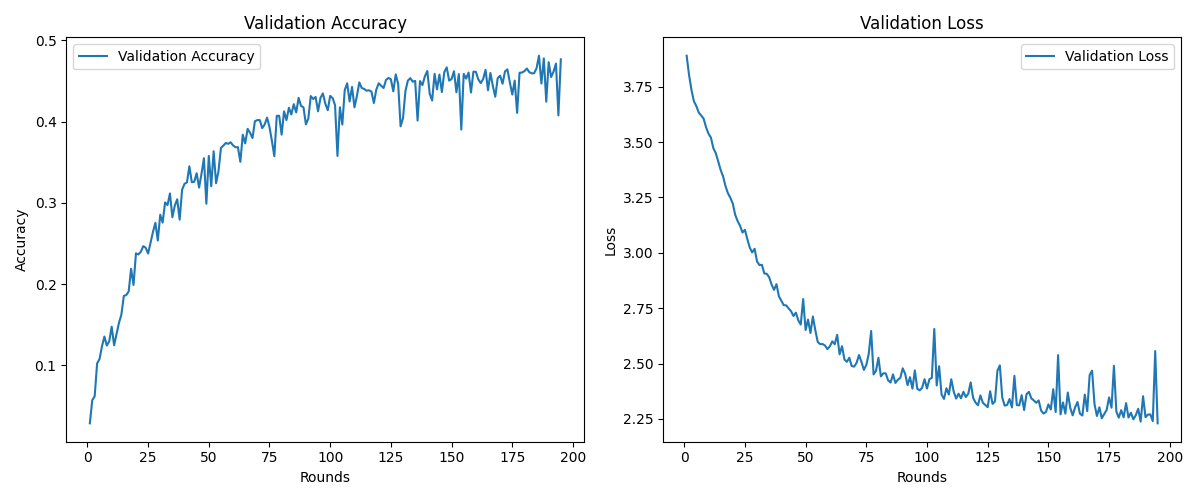 Validation Accuracy
Validation Accuracy
Accuracy
0.5
0.4
0.3
0.2
0.1
0 25 50 75 100 125 150 175 200
Rounds
Validation Loss
Validation Loss
Loss
3.75
3.50
3.25
3.00
2.75
2.50
2.25
0 25 50 75 100 125 150 175 200
Rounds